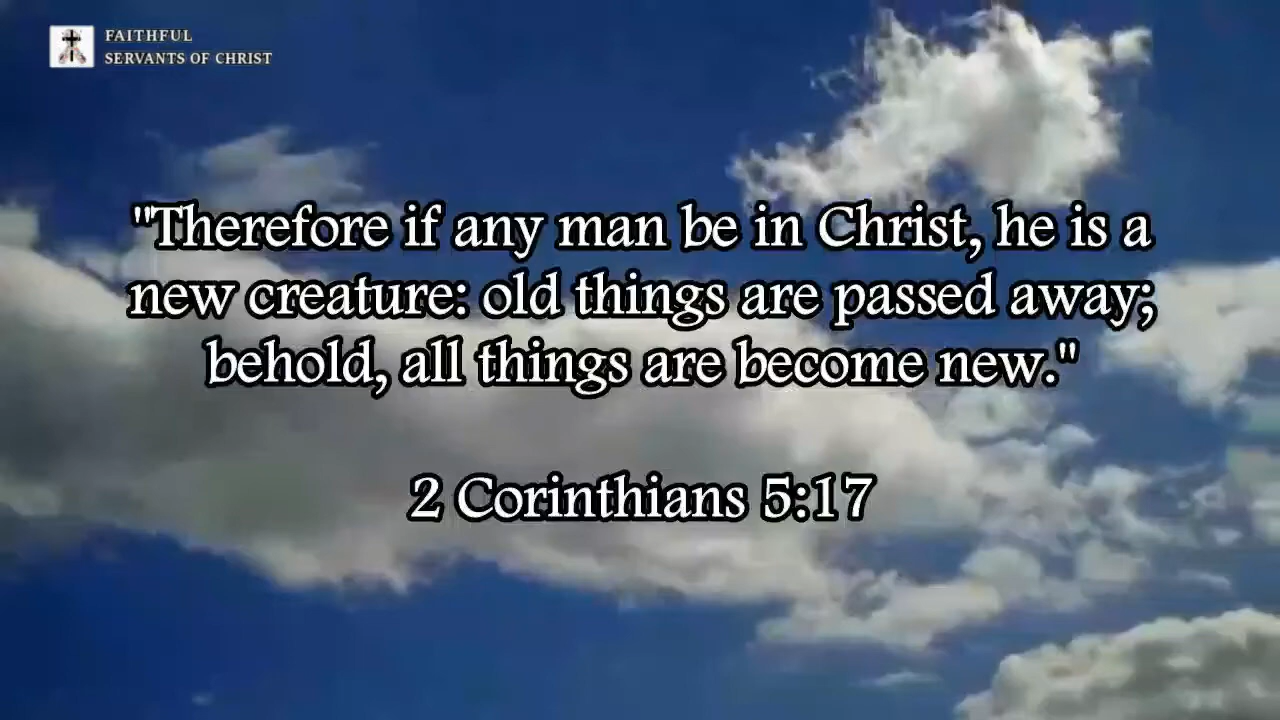 FAITHFUL
SERVANTS OF CHRIST
"Therefore if any man be in Christ, he is a
new creature: old things are passed away;
behold, all things are become new."
2 Corinthians 5:17